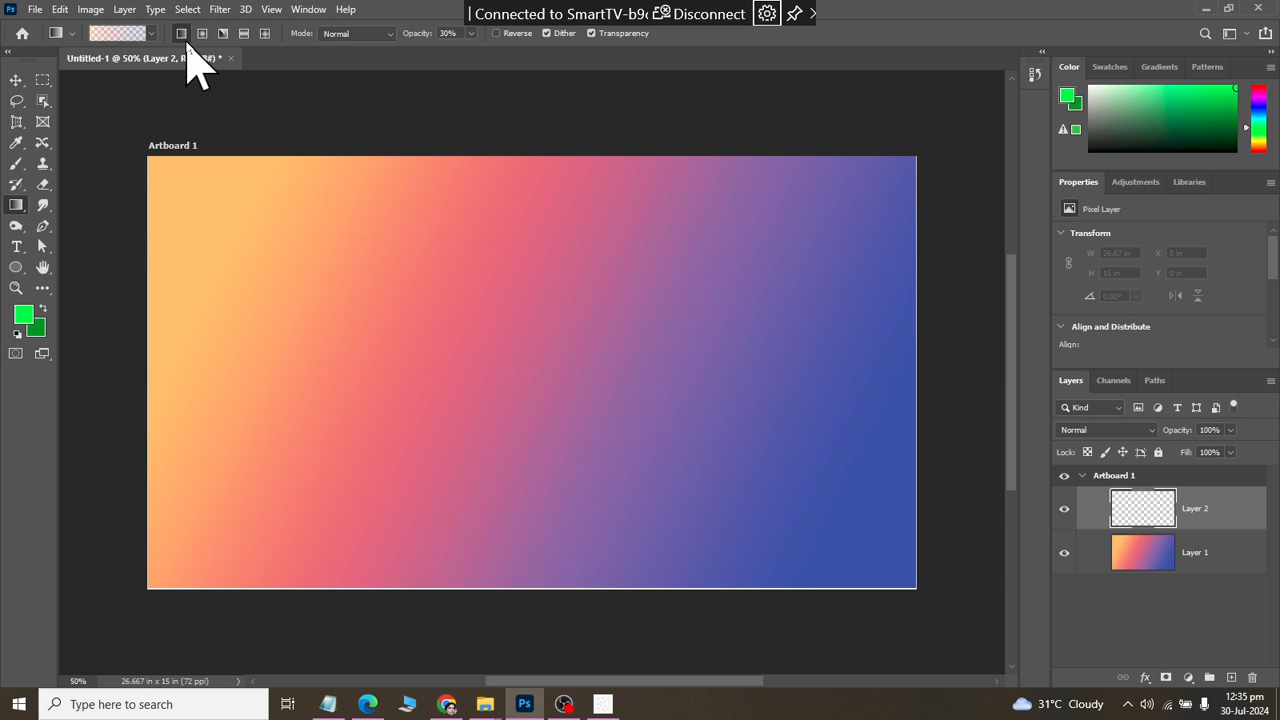 Connected to SmartTV-b9 Disconnect
Ps File Edit Image Layer Type Select Filter 3D View Window Help
Mode: Normal Opacity: 30% Reverse Dither Transparency
Untitled-1 @ 50% (Layer 2, R #) * ×
Color Swatches Gradients Patterns
Artboard 1
Properties Adjustments Libraries
Pixel Layer
Transform
W 26.67 in X 0 in
H 15 in Y 0 in
0.00°
Align and Distribute
Align:
Layers Channels Paths
Kind
Normal Opacity: 100%
Lock: Fill: 100%
Artboard 1
Layer 2
Layer 1
50% 26.667 in x 15 in (72 ppi)
Type here to search
Ps
31°C Cloudy
12:35 pm
30-Jul-2024